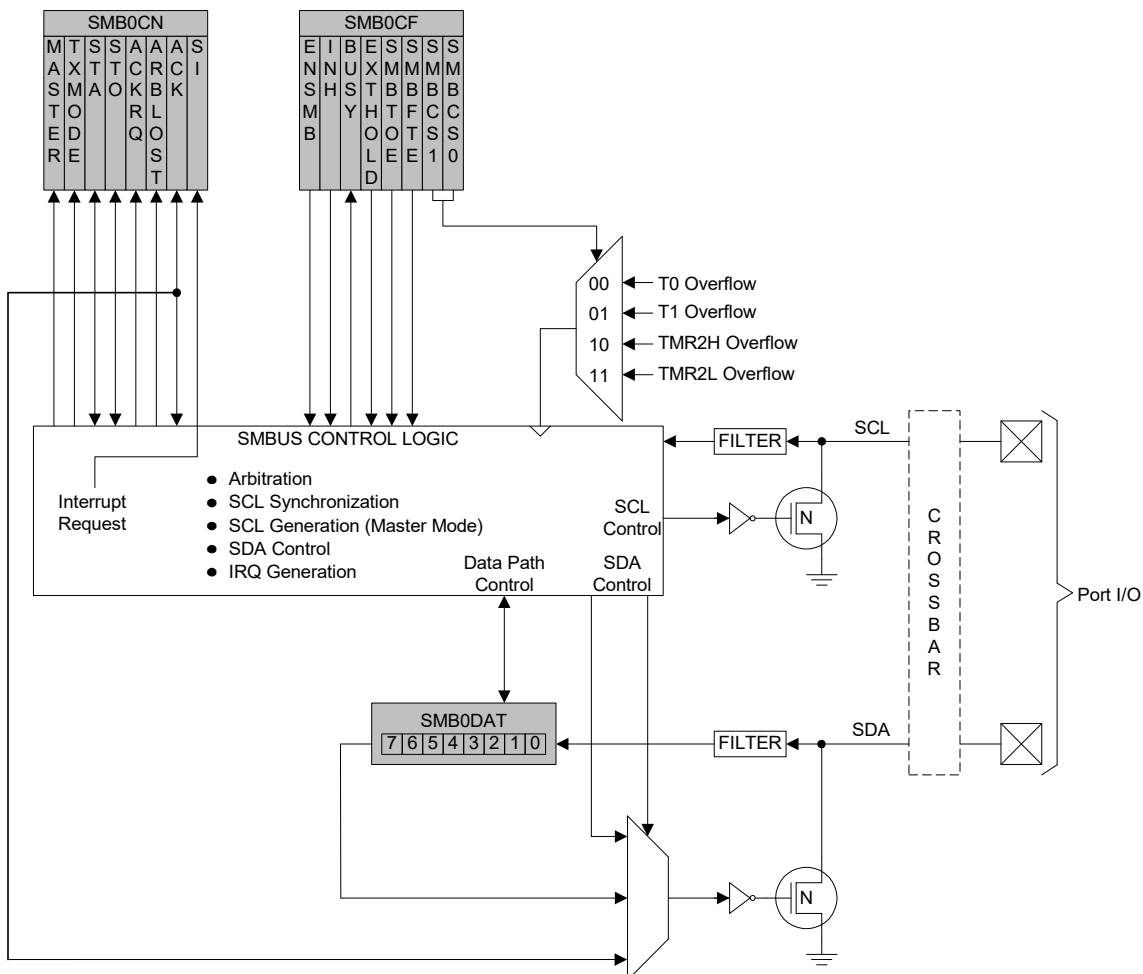 SMB0CN
MASTER
TXMODE
STA
STO
ACKRQ
ARBLOST
ACK
SI
SMB0CF
ENSMB
INH
BUSY
EXTHOLD
SMBTOE
SMBFTE
SMBCS1
SMBCS0
00
T0 Overflow
01
T1 Overflow
10
TMR2H Overflow
11
TMR2L Overflow
SMBUS CONTROL LOGIC
● Arbitration
● SCL Synchronization
● SCL Generation (Master Mode)
● SDA Control
● IRQ Generation
Interrupt
Request
SCL
Control
Data Path
Control
SDA
Control
FILTER
SCL
N
CROSSBAR
Port I/O
SMB0DAT
7 6 5 4 3 2 1 0
FILTER
SDA
N